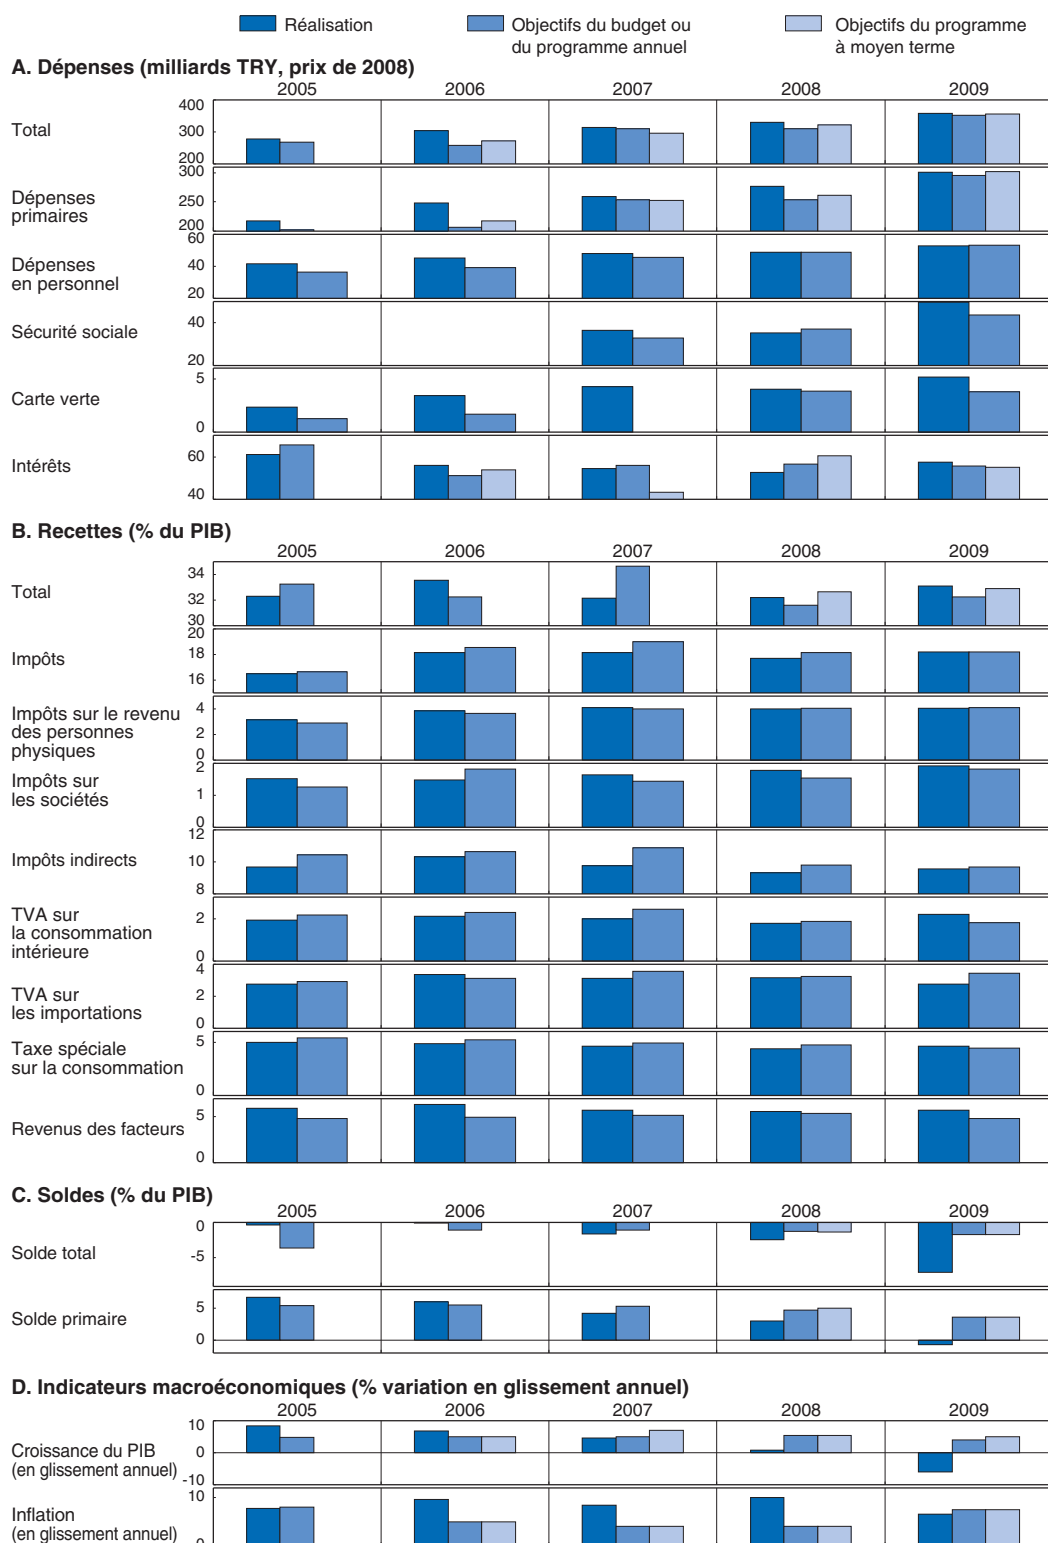 Réalisation
Objectifs du budget ou
du programme annuel
Objectifs du programme
à moyen terme
A. Dépenses (milliards TRY, prix de 2008)
2005 2006 2007 2008 2009
Total
400
300
200
Dépenses
primaires
300
250
200
Dépenses
en personnel
60
40
20
Sécurité sociale
40
20
Carte verte
5
0
Intérêts
60
40
B. Recettes (% du PIB)
2005 2006 2007 2008 2009
Total
34
32
30
Impôts
20
18
16
Impôts sur le revenu
des personnes
physiques
4
2
0
Impôts sur
les sociétés
2
1
0
Impôts indirects
12
10
8
TVA sur
la consommation
intérieure
2
0
TVA sur
les importations
4
2
0
Taxe spéciale
sur la consommation
5
0
Revenus des facteurs
5
0
C. Soldes (% du PIB)
2005 2006 2007 2008 2009
Solde total
0
-5
Solde primaire
5
0
D. Indicateurs macroéconomiques (% variation en glissement annuel)
2005 2006 2007 2008 2009
Croissance du PIB
(en glissement annuel)
10
0
-10
Inflation
(en glissement annuel)
10
0